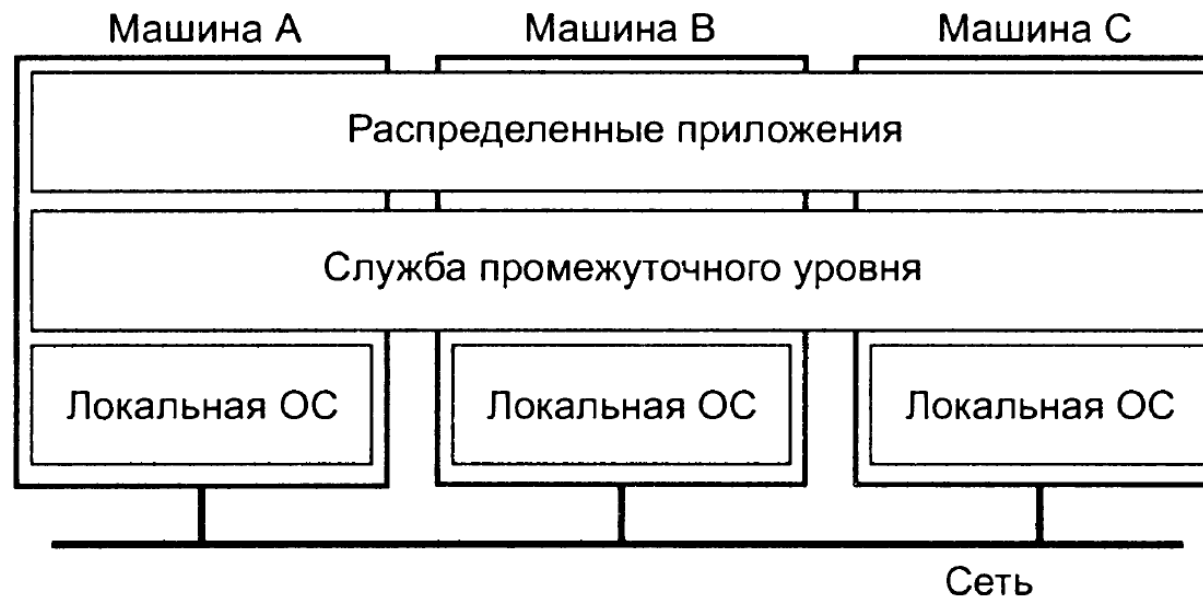 Машина А
Машина В
Машина С
Распределенные приложения
Служба промежуточного уровня
Локальная ОС
Локальная ОС
Локальная ОС
Сеть